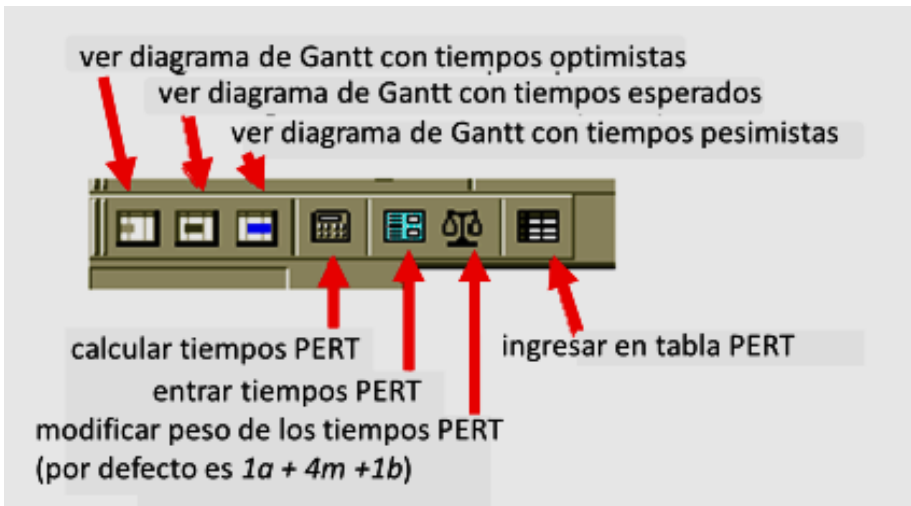 ver diagrama de Gantt con tiempos optimistas
ver diagrama de Gantt con tiempos esperados
ver diagrama de Gantt con tiempos pesimistas
calcular tiempos PERT
ingresar en tabla PERT
entrar tiempos PERT
modificar peso de los tiempos PERT
(por defecto es 1a + 4m +1b)